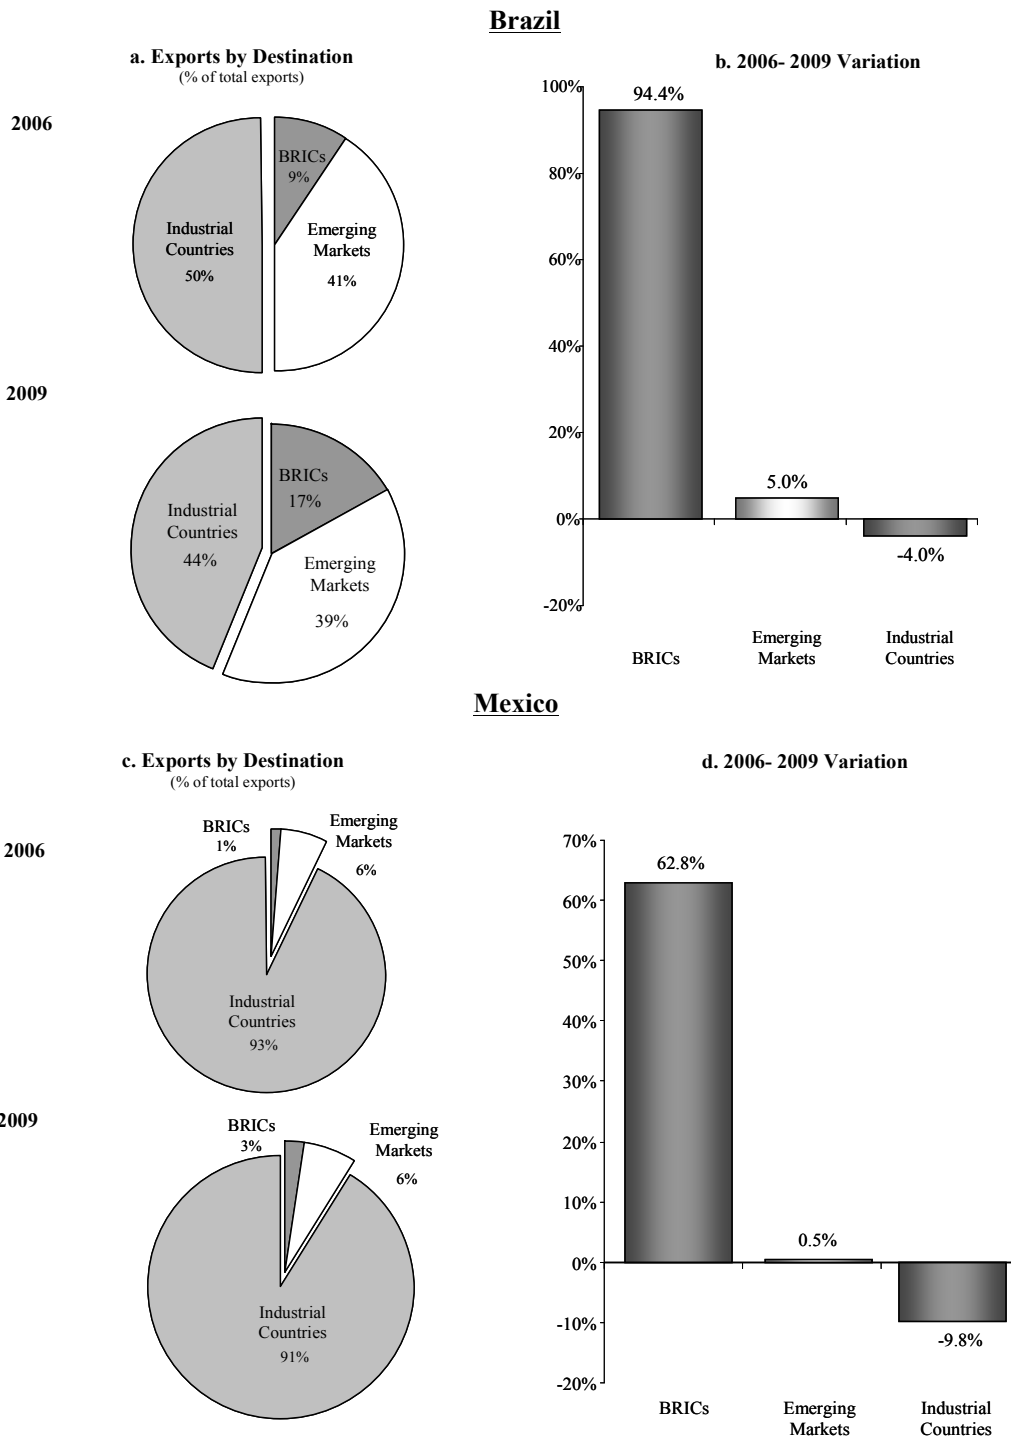 Brazil
a. Exports by Destination
(% of total exports)
2006
BRICs
9%
Industrial
Countries
50%
Emerging
Markets
41%
2009
BRICs
17%
Industrial
Countries
44%
Emerging
Markets
39%
b. 2006- 2009 Variation
100%
80%
60%
40%
20%
0%
-20%
94.4%
5.0%
-4.0%
BRICs
Emerging
Markets
Industrial
Countries
Mexico
c. Exports by Destination
(% of total exports)
2006
BRICs
1%
Emerging
Markets
6%
Industrial
Countries
93%
2009
BRICs
3%
Emerging
Markets
6%
Industrial
Countries
91%
d. 2006- 2009 Variation
70%
60%
50%
40%
30%
20%
10%
0%
-10%
-20%
62.8%
0.5%
-9.8%
BRICs
Emerging
Markets
Industrial
Countries